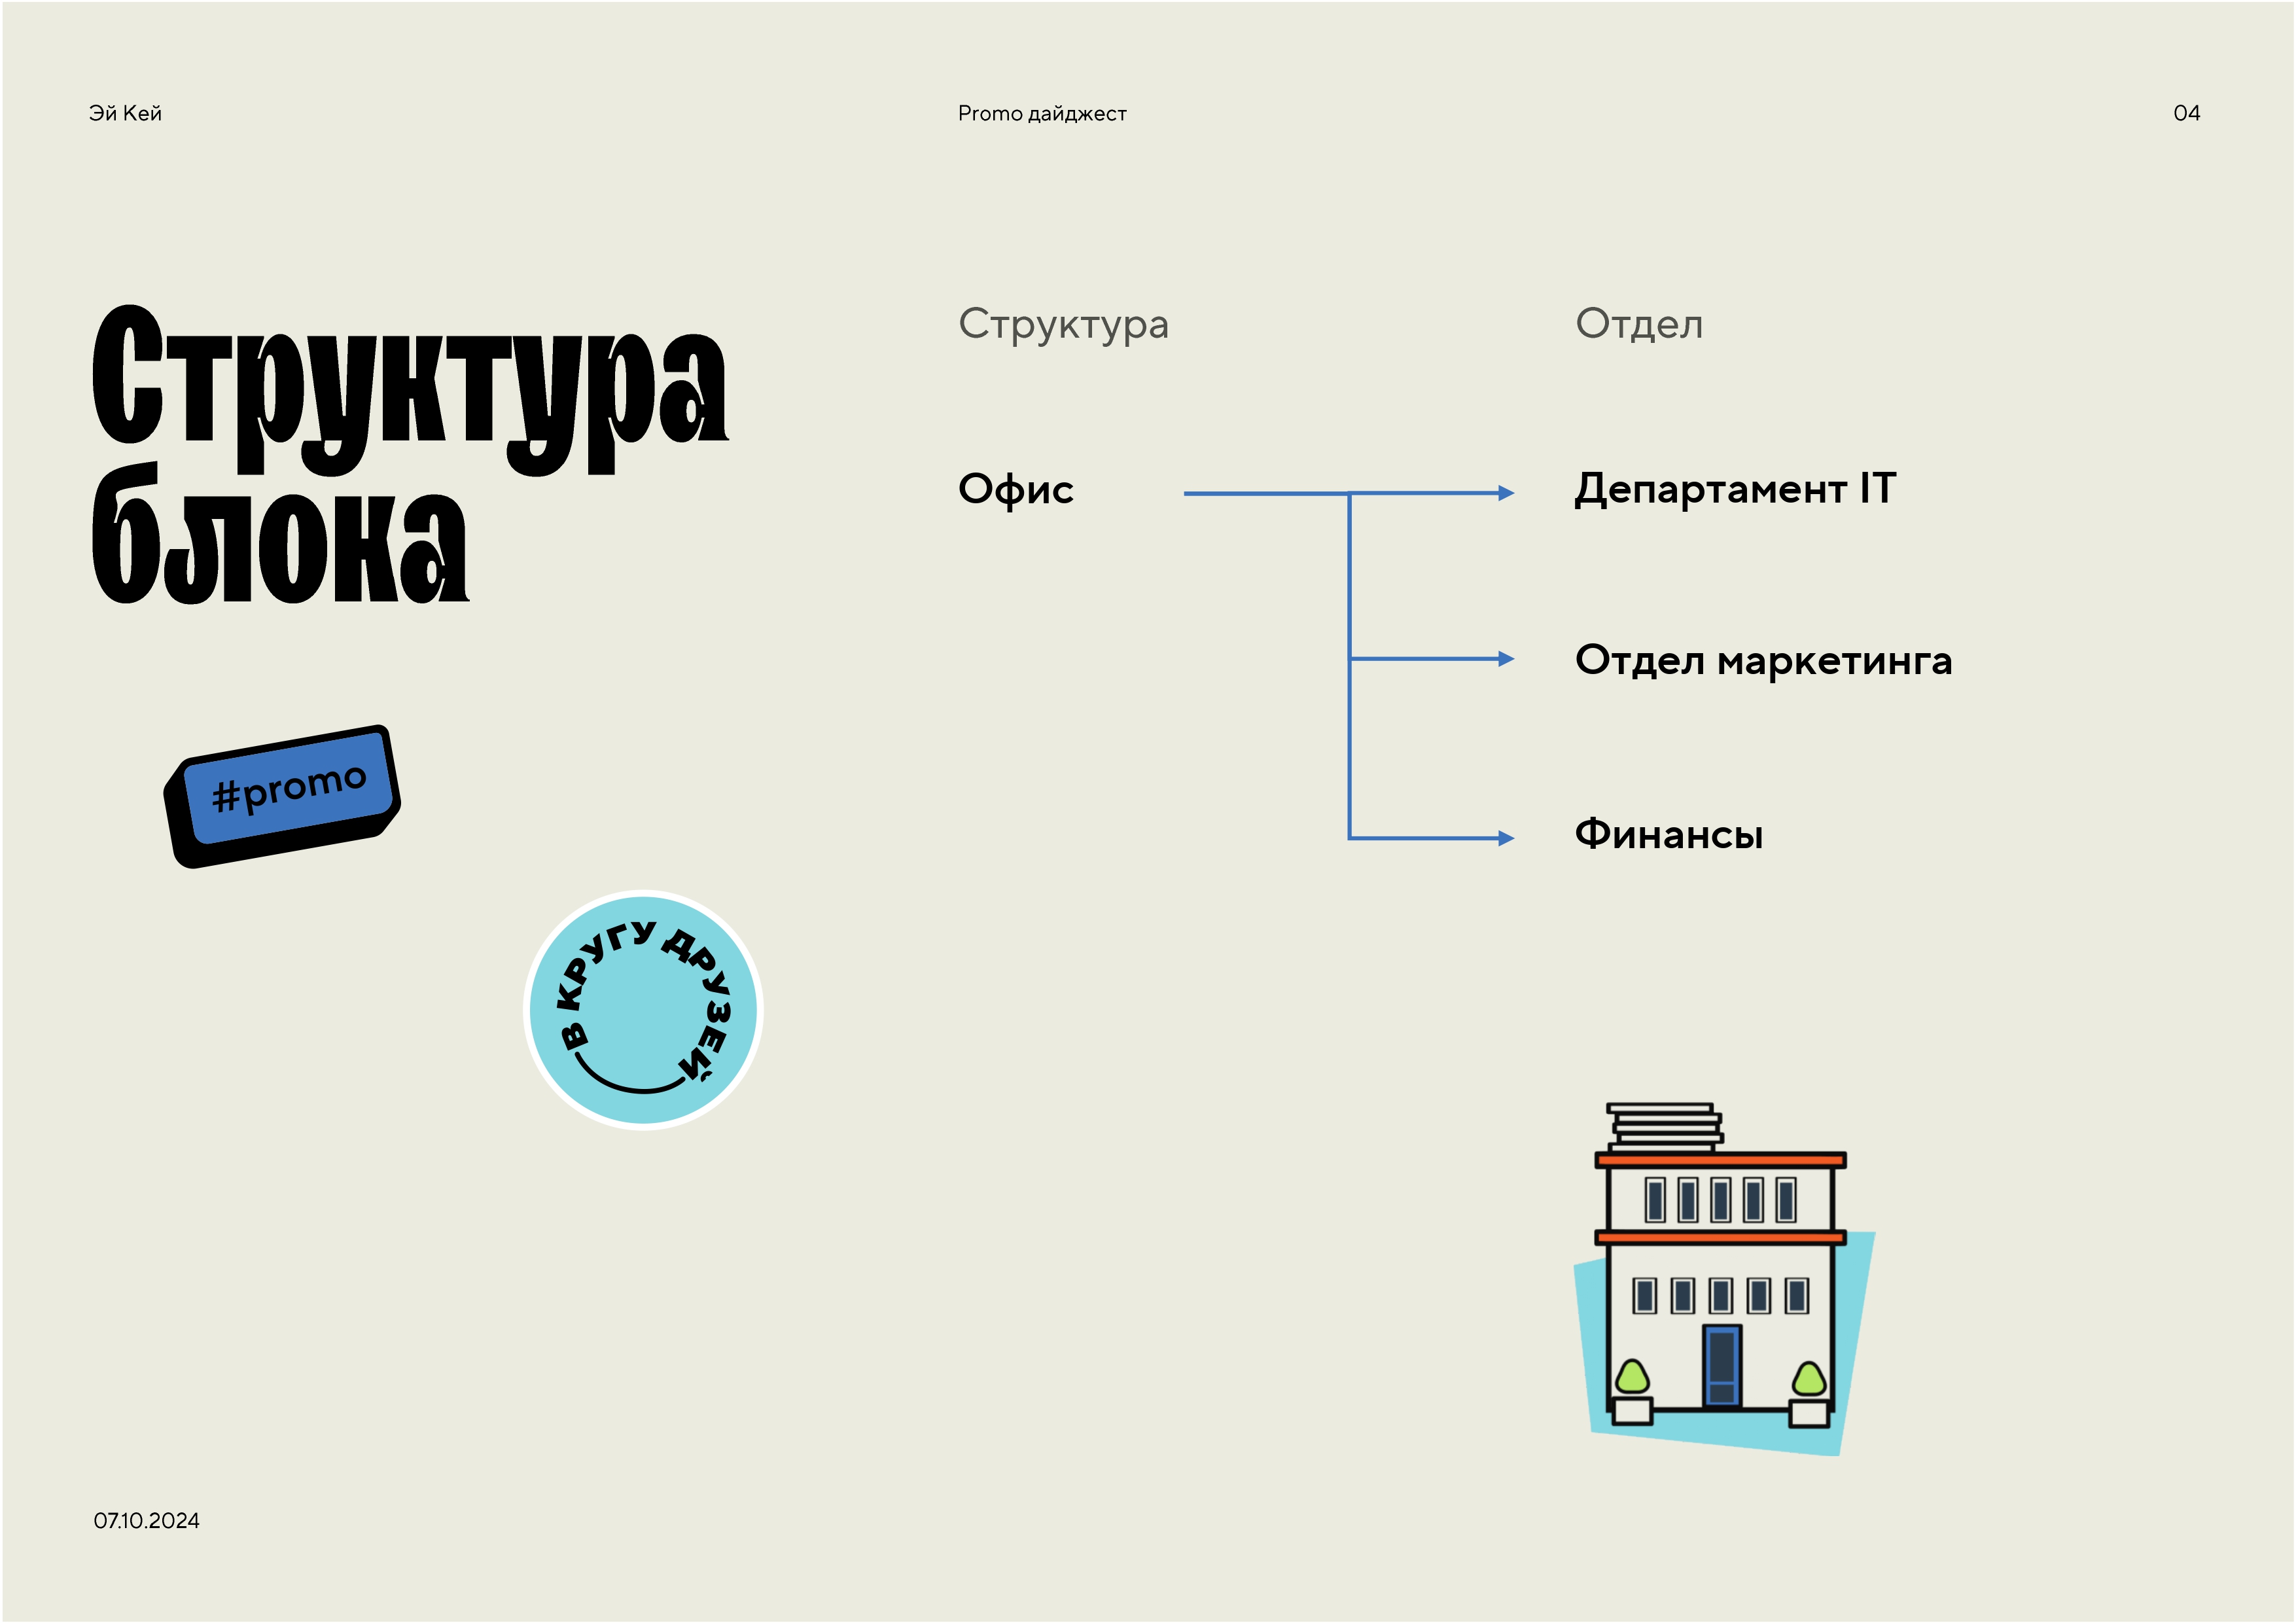 Эй Кей
Promo дайджест
04
Структура
блока
Структура
Отдел
Офис
Департамент IT
Отдел маркетинга
Финансы
#promo
В КРУГУ ДРУЗЕЙ
07.10.2024